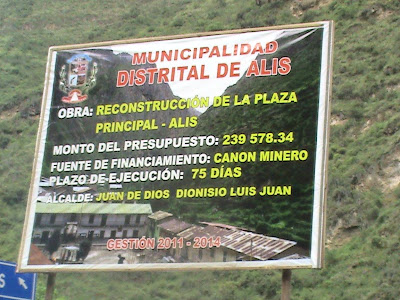 MUNICIPALIDAD
DISTRITAL DE ALIS
OBRA: RECONSTRUCCIÓN DE LA PLAZA
PRINCIPAL - ALIS
MONTO DEL PRESUPUESTO: 239 578.34
FUENTE DE FINANCIAMIENTO: CANON MINERO
PLAZO DE EJECUCIÓN: 75 DÍAS
ALCALDE: JUAN DE DIOS DIONISIO LUIS JUAN
GESTIÓN 2011 - 2014